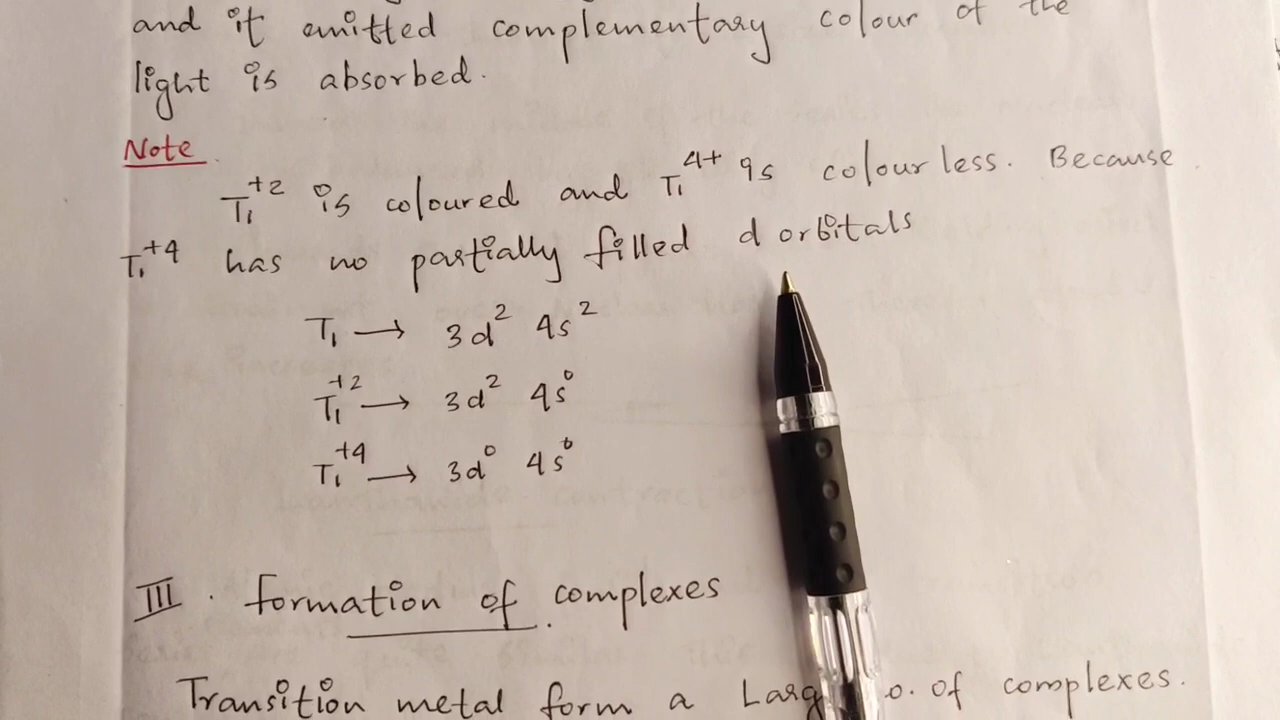 and it emitted complementary colour of the
light is absorbed.
Note
Ti+2 is coloured and Ti4+ is colourless. Because
Ti+4 has no partially filled d orbitals
Ti → 3d2 4s2
Ti+2 → 3d2 4s0
Ti+4 → 3d0 4s0
III. Formation of complexes
Transition metal form a of complexes.